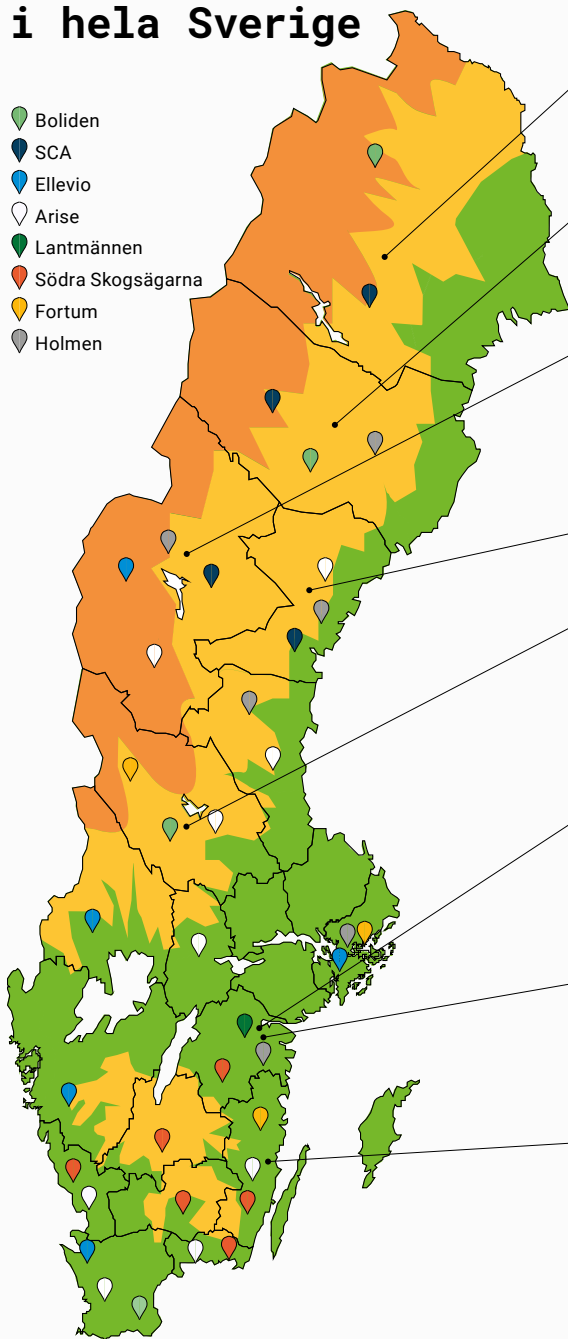 i hela Sverige
Boliden
SCA
Ellevio
Arise
Lantmännen
Södra Skogsägarna
Fortum
Holmen